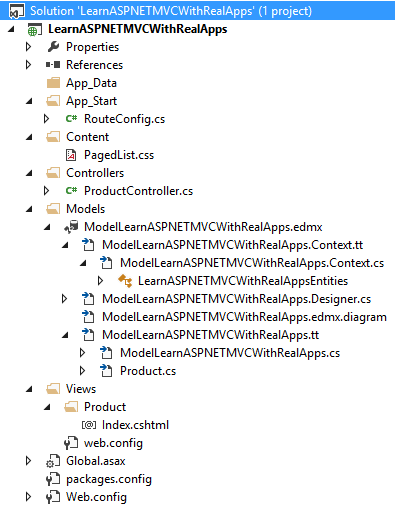 Solution 'LearnASPNETMVCWithRealApps' (1 project)
LearnASPNETMVCWithRealApps
Properties
References
App_Data
App_Start
RouteConfig.cs
Content
PagedList.css
Controllers
ProductController.cs
Models
ModelLearnASPNETMVCWithRealApps.edmx
ModelLearnASPNETMVCWithRealApps.Context.tt
ModelLearnASPNETMVCWithRealApps.Context.cs
LearnASPNETMVCWithRealAppsEntities
ModelLearnASPNETMVCWithRealApps.Designer.cs
ModelLearnASPNETMVCWithRealApps.edmx.diagram
ModelLearnASPNETMVCWithRealApps.tt
ModelLearnASPNETMVCWithRealApps.cs
Product.cs
Views
Product
Index.cshtml
web.config
Global.asax
packages.config
Web.config